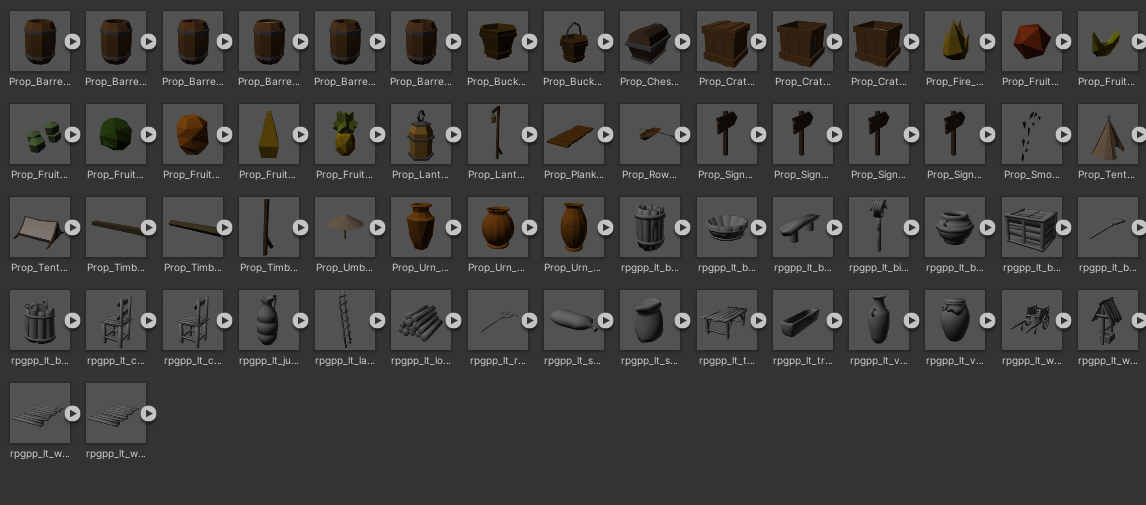 Prop_Barre... Prop_Barre... Prop_Barre... Prop_Barre... Prop_Barre... Prop_Barre... Prop_Buck... Prop_Buck... Prop_Ches... Prop_Crat... Prop_Crat... Prop_Crat... Prop_Fire_... Prop_Fruit... Prop_Fruit...
Prop_Fruit... Prop_Fruit... Prop_Fruit... Prop_Fruit... Prop_Fruit... Prop_Lant... Prop_Lant... Prop_Plank... Prop_Row... Prop_Sign... Prop_Sign... Prop_Sign... Prop_Sign... Prop_Smo... Prop_Tent...
Prop_Tent... Prop_Timb... Prop_Timb... Prop_Timb... Prop_Umb... Prop_Urn_... Prop_Urn_... Prop_Urn_... rpgpp_lt_b... rpgpp_lt_b... rpgpp_lt_b... rpgpp_lt_bi... rpgpp_lt_b... rpgpp_lt_b... rpgpp_lt_b...
rpgpp_lt_b... rpgpp_lt_c... rpgpp_lt_c... rpgpp_lt_ju... rpgpp_lt_la... rpgpp_lt_lo... rpgpp_lt_r... rpgpp_lt_s... rpgpp_lt_s... rpgpp_lt_t... rpgpp_lt_tr... rpgpp_lt_v... rpgpp_lt_v... rpgpp_lt_w... rpgpp_lt_w...
rpgpp_lt_w... rpgpp_lt_w...